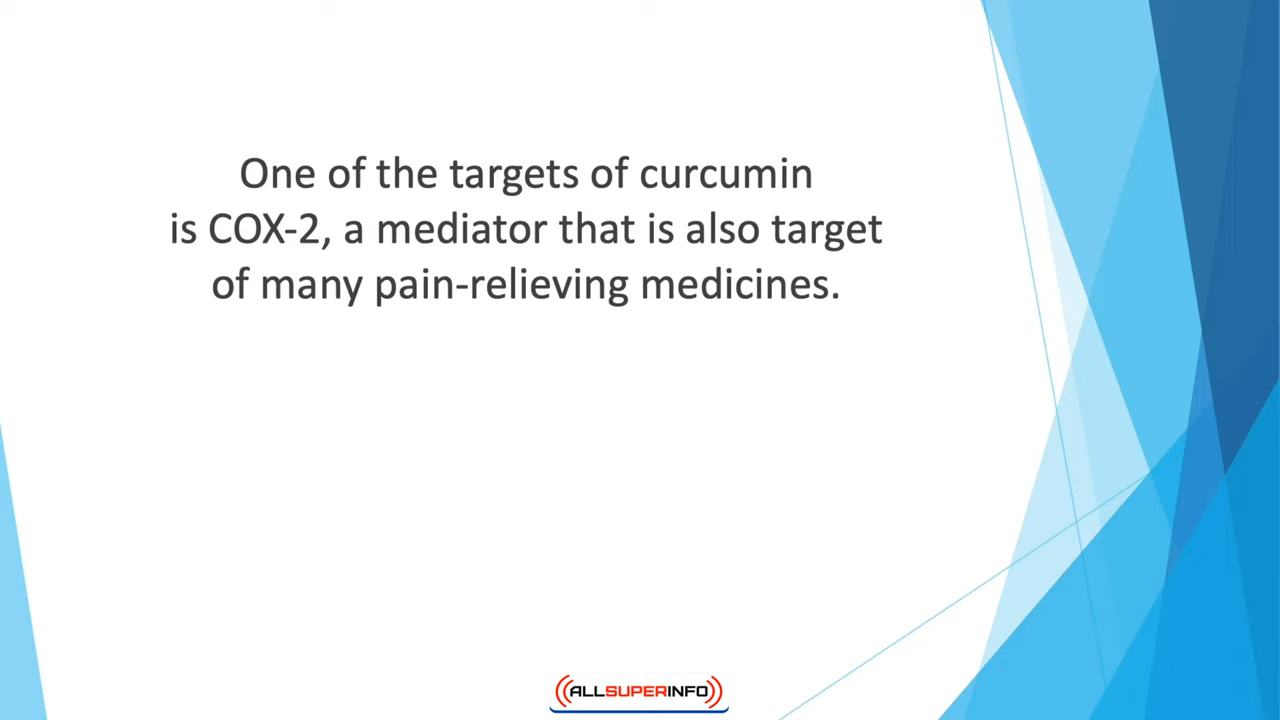 One of the targets of curcumin
is COX-2, a mediator that is also target
of many pain-relieving medicines.
ALLSUPERINFO